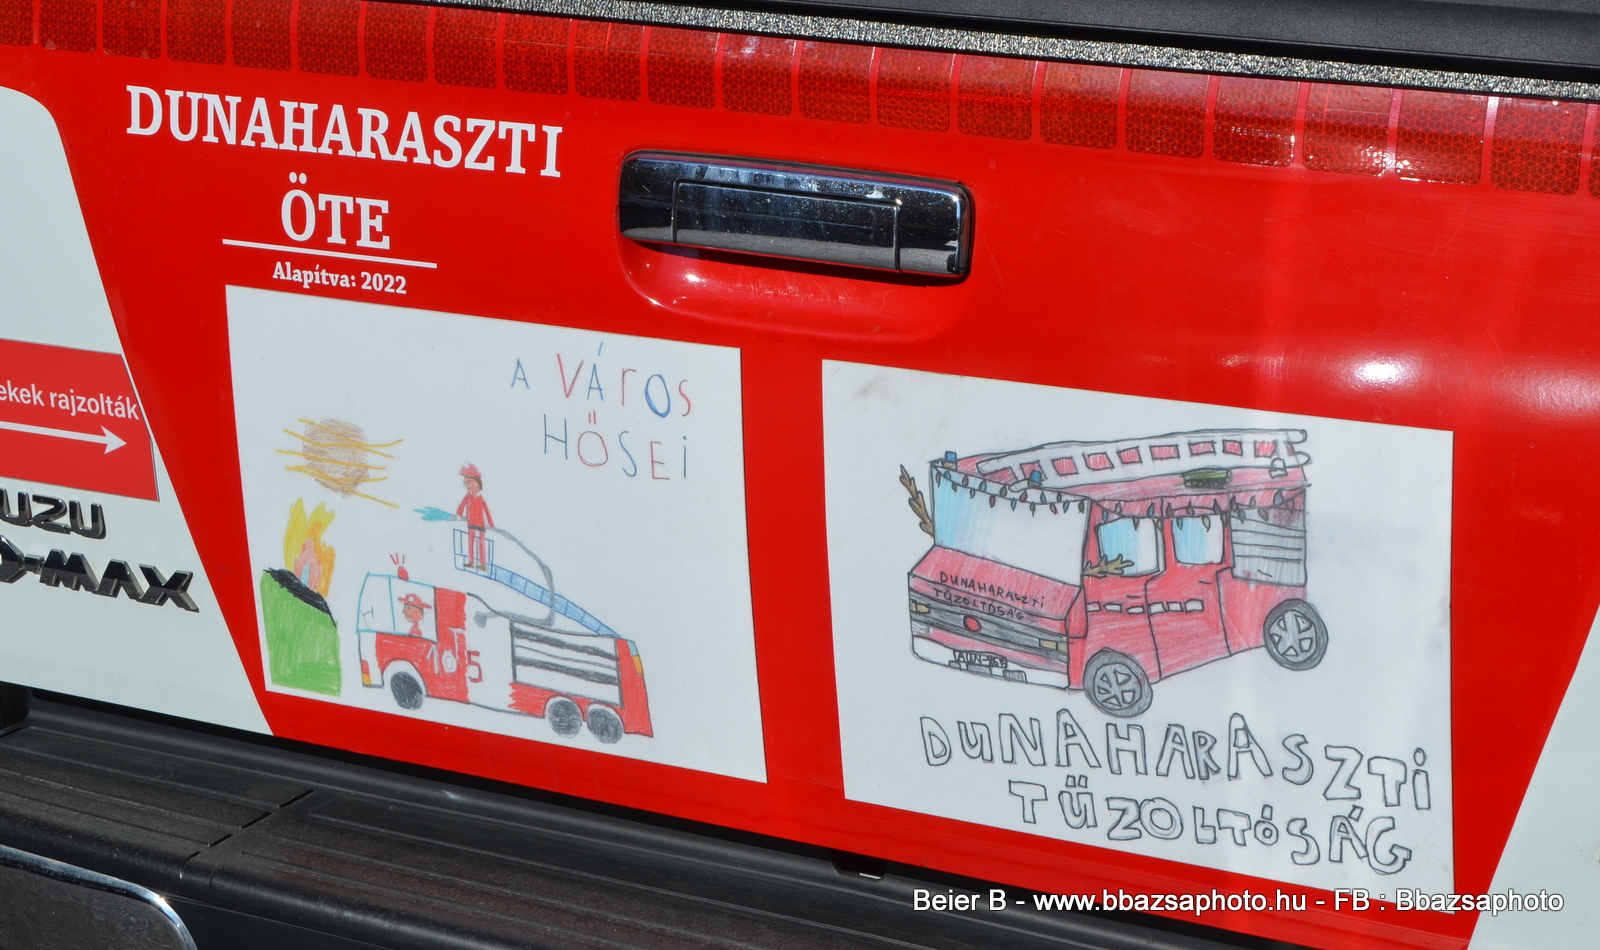 DUNAHARASZTI
ÖTE
Alapítva: 2022
ekek rajzolták
UZU
D-MAX
A VÁROS
HŐSEI
105
DUNAHARASZTI
TŰZOLTÓSÁG
DUNAHARASZTI
TŰZOLTÓSÁG
Beier B - www.bbazsaphoto.hu - FB : Bbazsaphoto